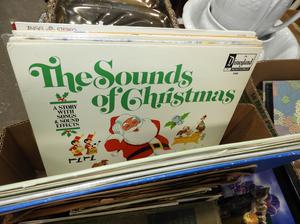 Disneyland
The Sounds
of Christmas
A STORY
WITH SONGS
& SOUND
EFFECTS